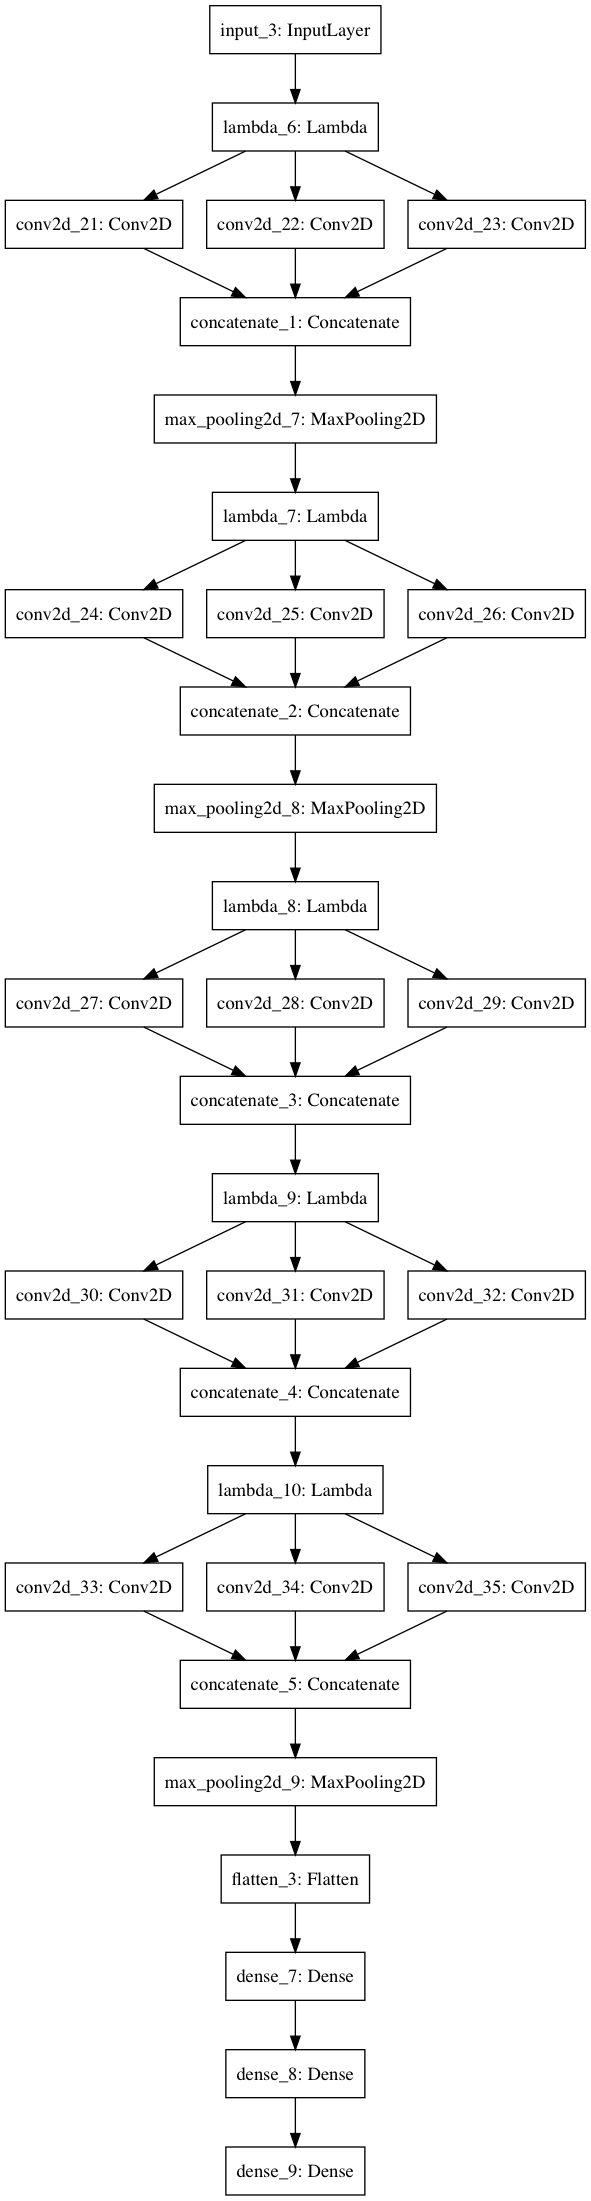 input_3: InputLayer
lambda_6: Lambda
conv2d_21: Conv2D
conv2d_22: Conv2D
conv2d_23: Conv2D
concatenate_1: Concatenate
max_pooling2d_7: MaxPooling2D
lambda_7: Lambda
conv2d_24: Conv2D
conv2d_25: Conv2D
conv2d_26: Conv2D
concatenate_2: Concatenate
max_pooling2d_8: MaxPooling2D
lambda_8: Lambda
conv2d_27: Conv2D
conv2d_28: Conv2D
conv2d_29: Conv2D
concatenate_3: Concatenate
lambda_9: Lambda
conv2d_30: Conv2D
conv2d_31: Conv2D
conv2d_32: Conv2D
concatenate_4: Concatenate
lambda_10: Lambda
conv2d_33: Conv2D
conv2d_34: Conv2D
conv2d_35: Conv2D
concatenate_5: Concatenate
max_pooling2d_9: MaxPooling2D
flatten_3: Flatten
dense_7: Dense
dense_8: Dense
dense_9: Dense